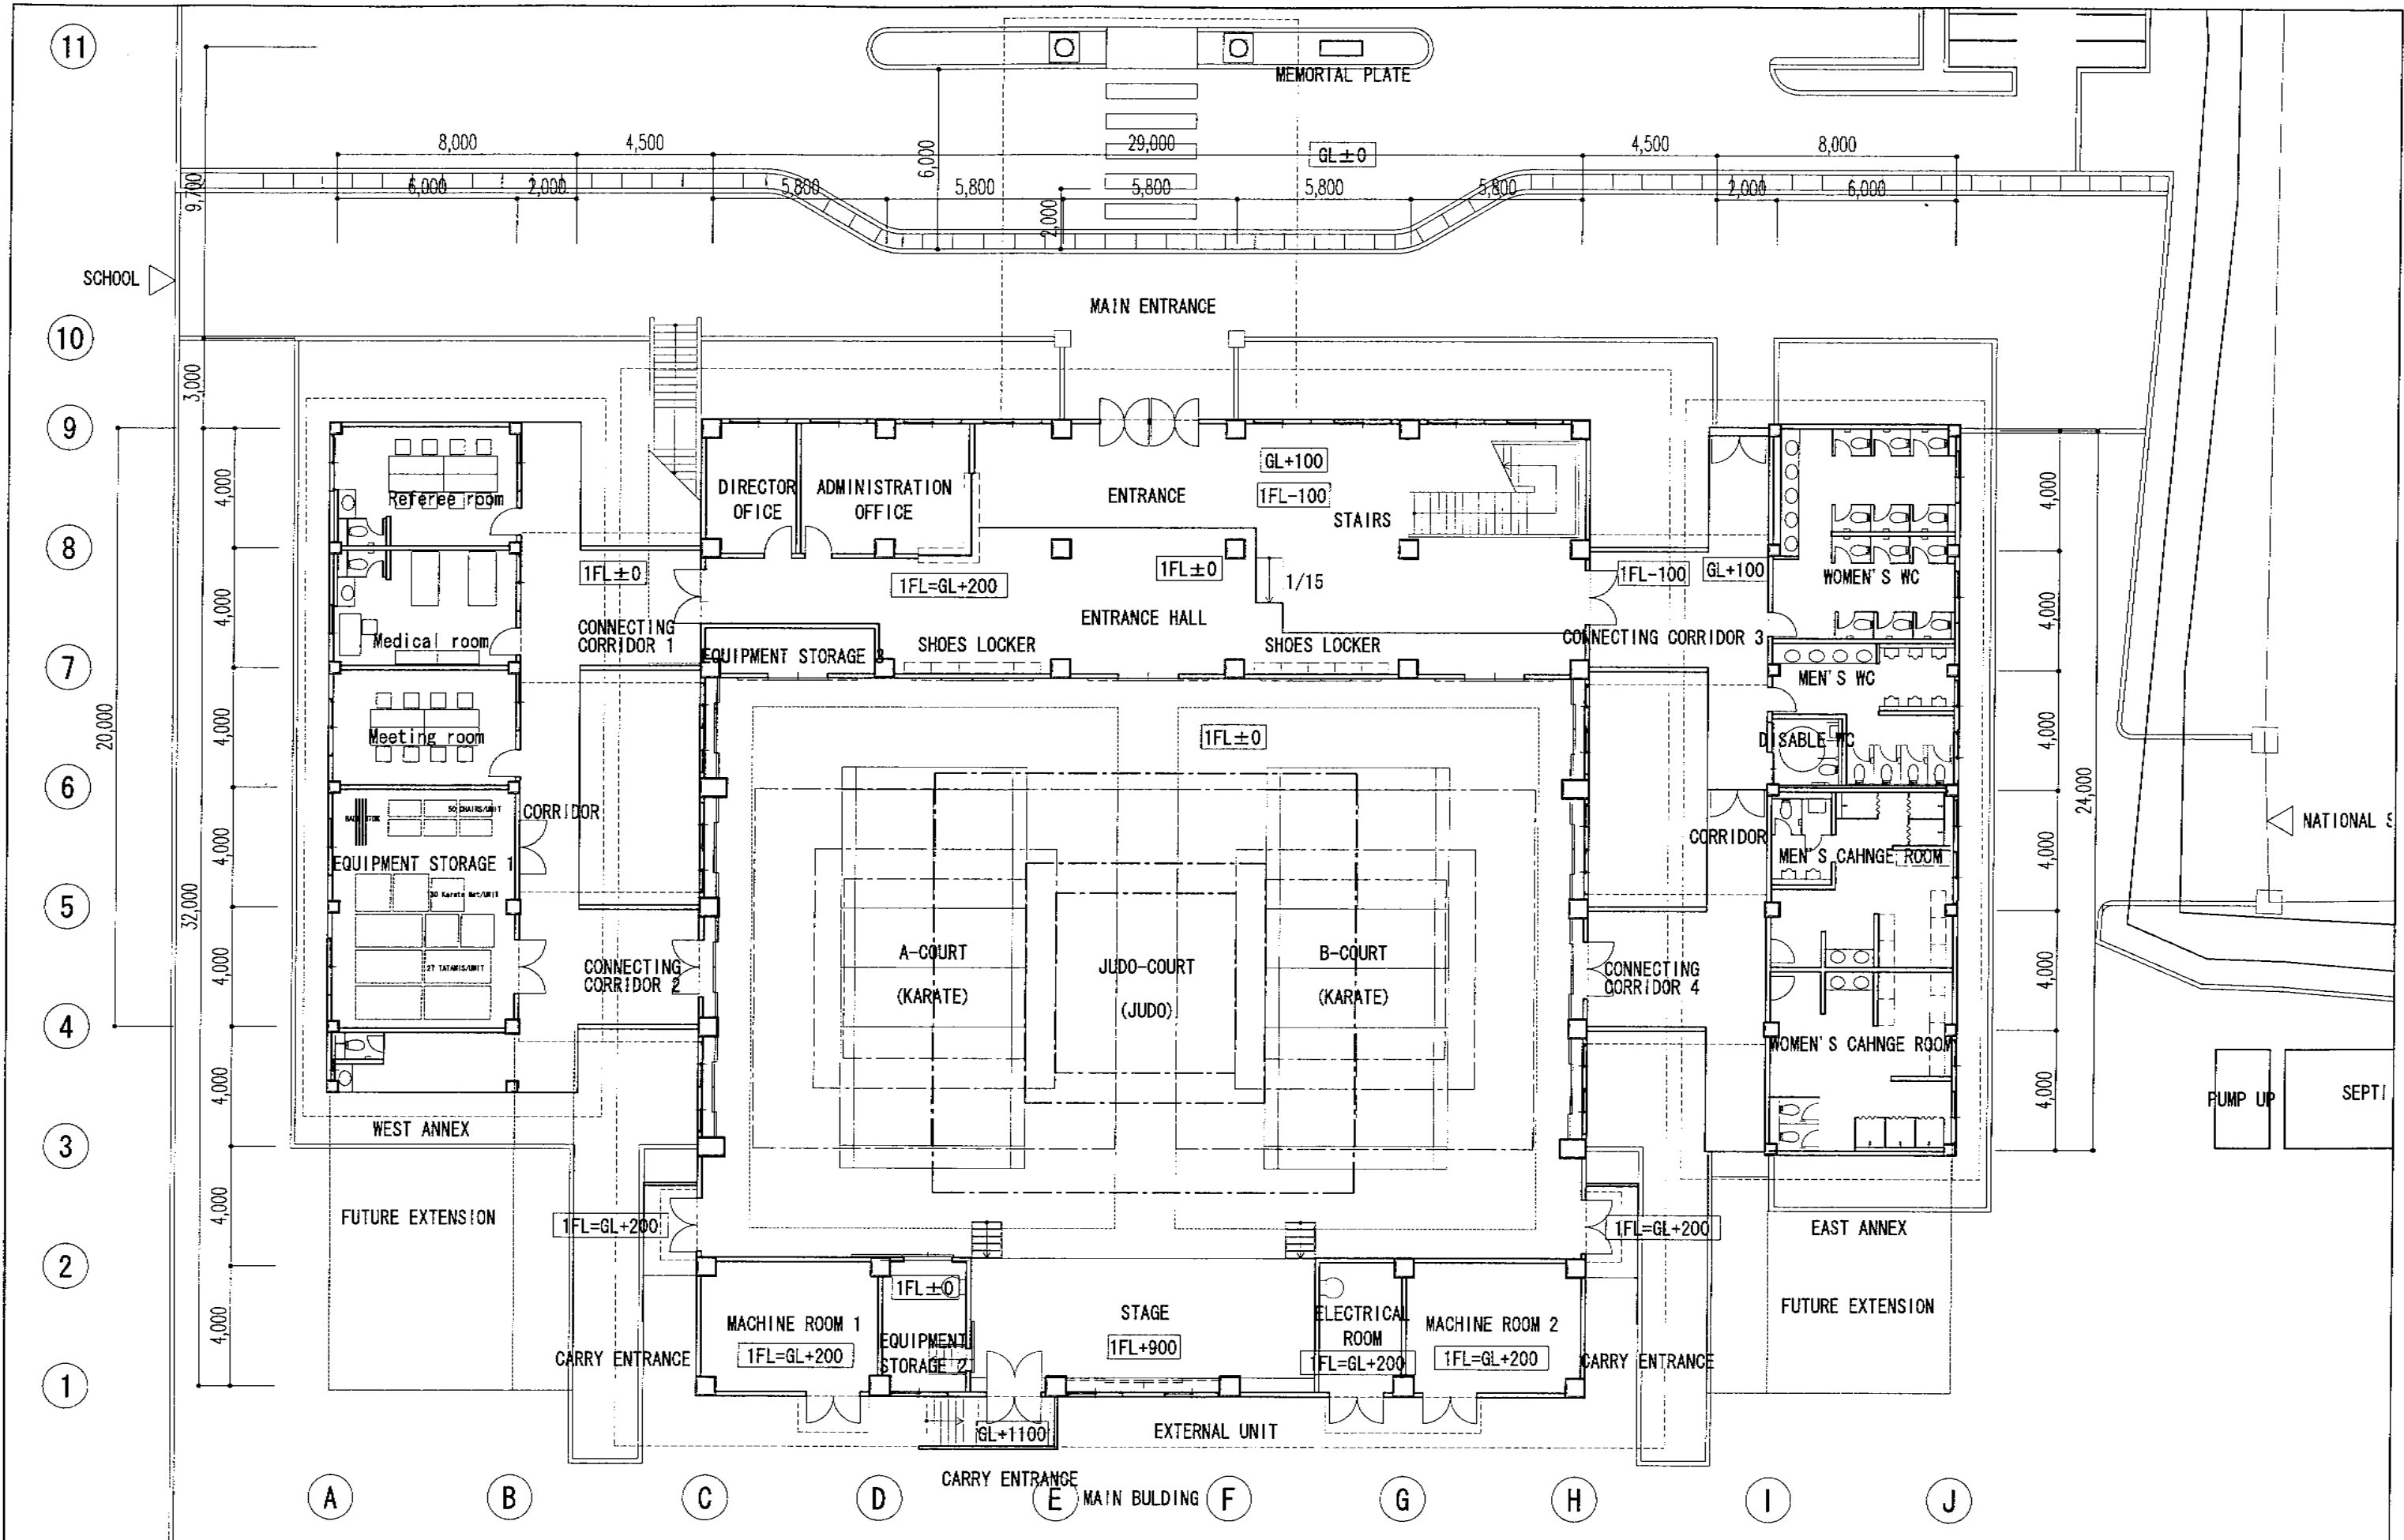 11
MEMORIAL PLATE
8,000
4,500
29,000
4,500
8,000
GL±0
6,000
9,700
6,000
2,000
5,800
5,800
5,800
5,800
5,800
2,000
6,000
2,000
SCHOOL
MAIN ENTRANCE
10
3,000
9
Referee room
DIRECTOR
OFICE
ADMINISTRATION
OFFICE
ENTRANCE
GL+100
1FL-100
STAIRS
4,000
4,000
8
1FL±0
1FL=GL+200
1FL±0
1/15
1FL-100
GL+100
WOMEN'S WC
4,000
4,000
Medical room
CONNECTING
CORRIDOR 1
ENTRANCE HALL
CONNECTING CORRIDOR 3
EQUIPMENT STORAGE 3
SHOES LOCKER
SHOES LOCKER
7
MEN'S WC
20,000
4,000
4,000
Meeting room
1FL±0
DISABLE WC
6
50 CHAIRS/UNIT
CORRIDOR
24,000
NATIONAL S
4,000
4,000
EQUIPMENT STORAGE 1
CORRIDOR
MEN'S CAHNGE ROOM
30 Karate Mat/UNIT
32,000
5
27 TATAMIS/UNIT
4,000
4,000
CONNECTING
CORRIDOR 2
A-COURT
(KARATE)
JUDO-COURT
(JUDO)
B-COURT
(KARATE)
CONNECTING
CORRIDOR 4
4
WOMEN'S CAHNGE ROOM
4,000
4,000
PUMP UP
SEPTI
WEST ANNEX
3
4,000
FUTURE EXTENSION
1FL=GL+200
1FL=GL+200
EAST ANNEX
2
1FL±0
FUTURE EXTENSION
4,000
MACHINE ROOM 1
1FL=GL+200
EQUIPMENT
STORAGE 2
STAGE
1FL+900
ELECTRICAL
ROOM
1FL=GL+200
MACHINE ROOM 2
1FL=GL+200
CARRY ENTRANCE
CARRY ENTRANCE
1
GL+1100
EXTERNAL UNIT
CARRY ENTRANCE
MAIN BULDING
A
B
C
D
E
F
G
H
I
J